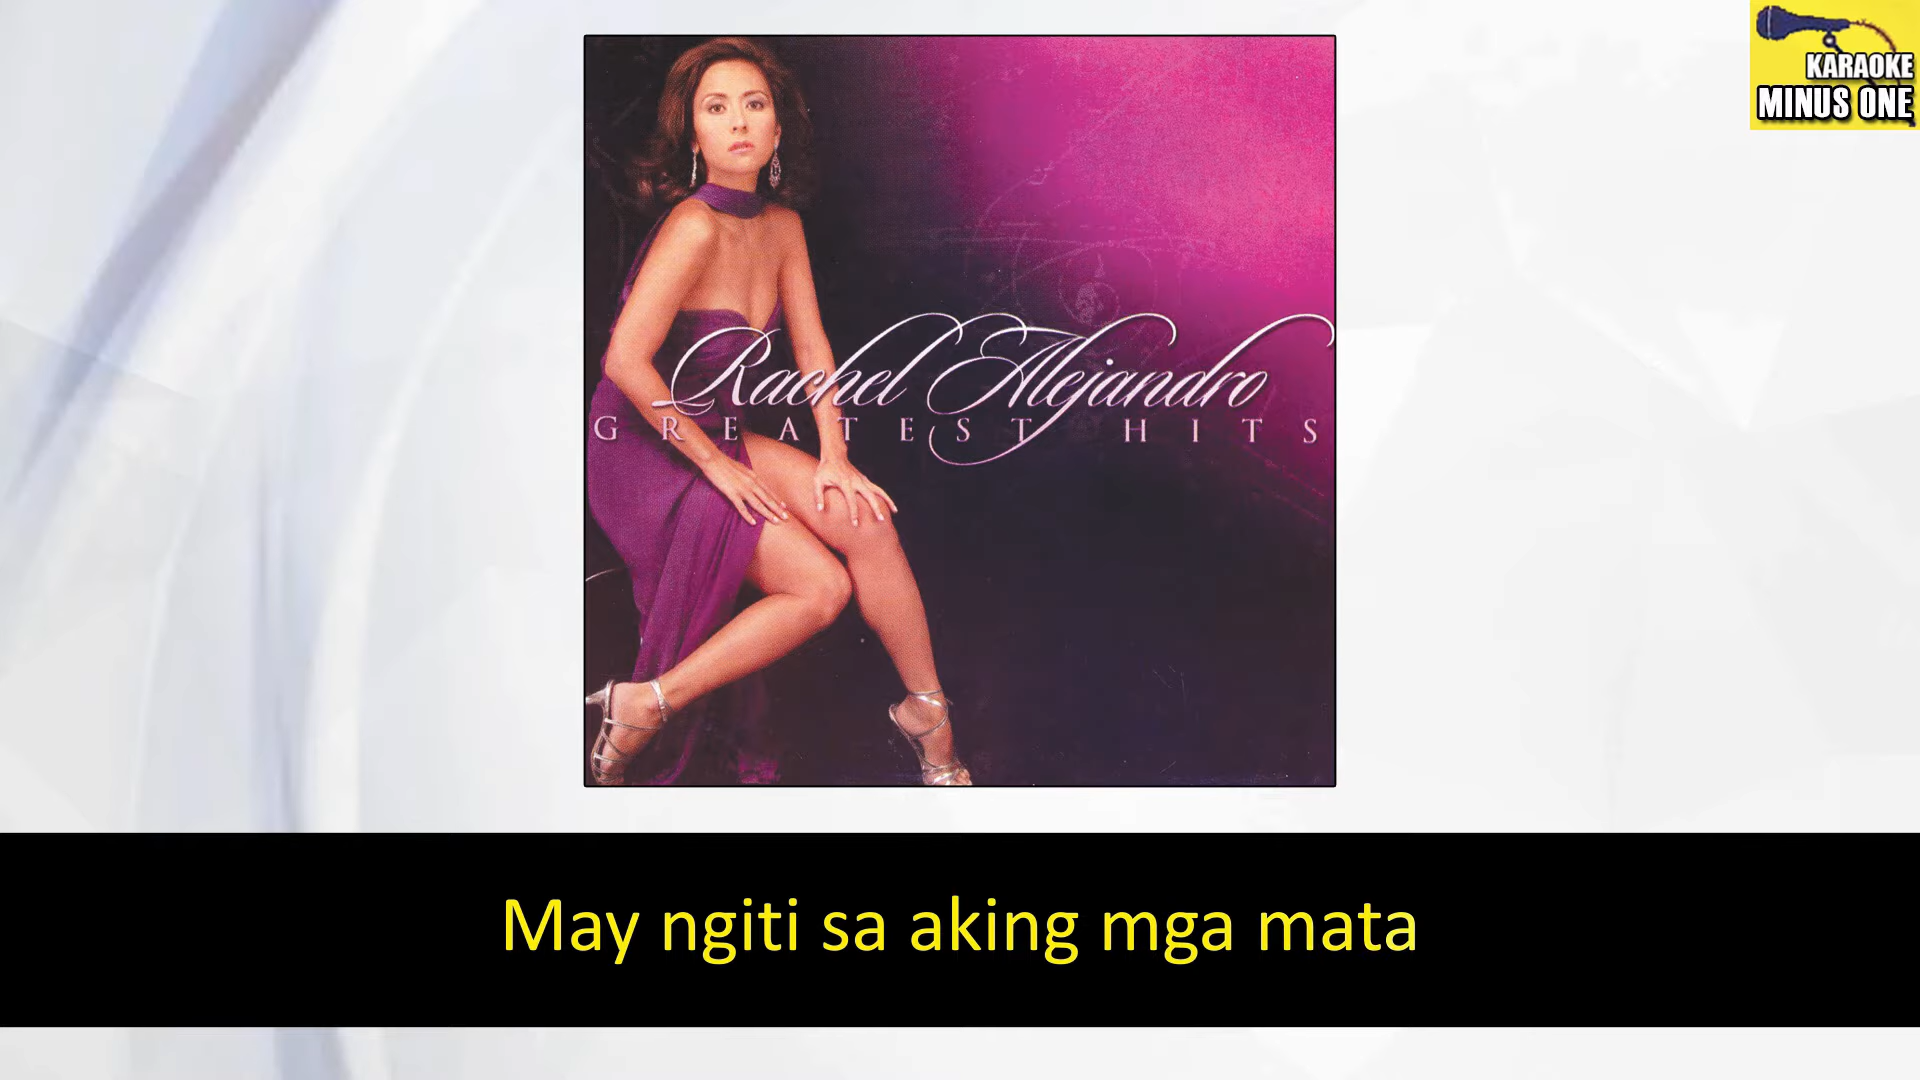 KARAOKE
MINUS ONE
Rachel Alejandro
GREATEST HITS
May ngiti sa aking mga mata